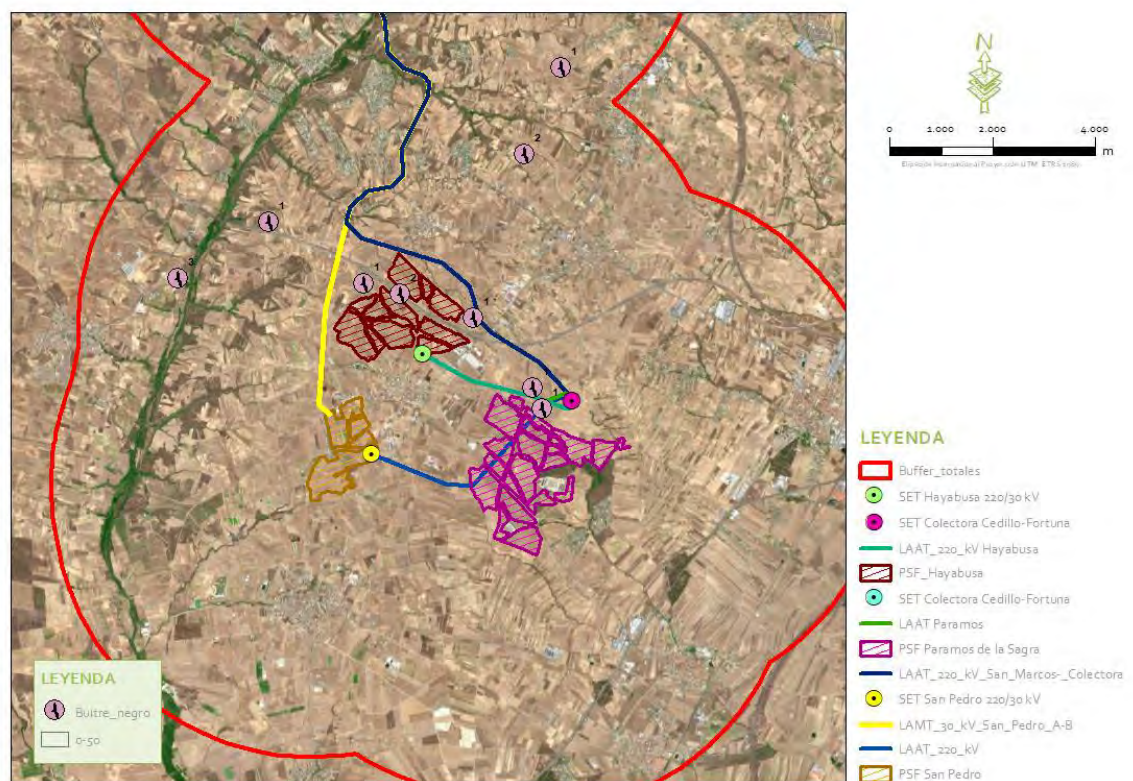 1
2
1
3
1
2
1
1
N
0 1.000 2.000 4.000
m
LEYENDA
Buffer_totales
SET Hayabusa 220/30 kV
SET Colectora Cedillo-Fortuna
LAAT_220_kV Hayabusa
PSF_Hayabusa
SET Colectora Cedillo-Fortuna
LAAT Paramos
PSF Paramos de la Sagra
LAAT_220_kV_San_Marcos-_Colectora
SET San Pedro 220/30 kV
LAMT_30_kV_San_Pedro_A-B
LAAT_220_kV
PSF San Pedro
LEYENDA
Buitre_negro
0-50